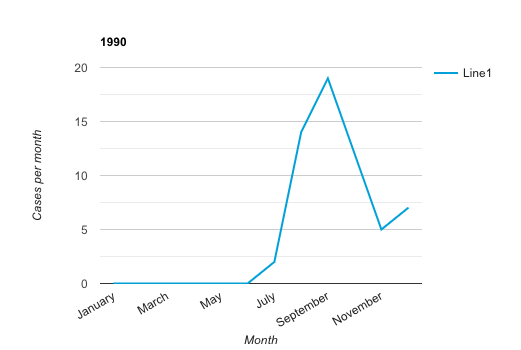 1990
Line1
Cases per month
20
15
10
5
0
January
March
May
July
September
November
Month